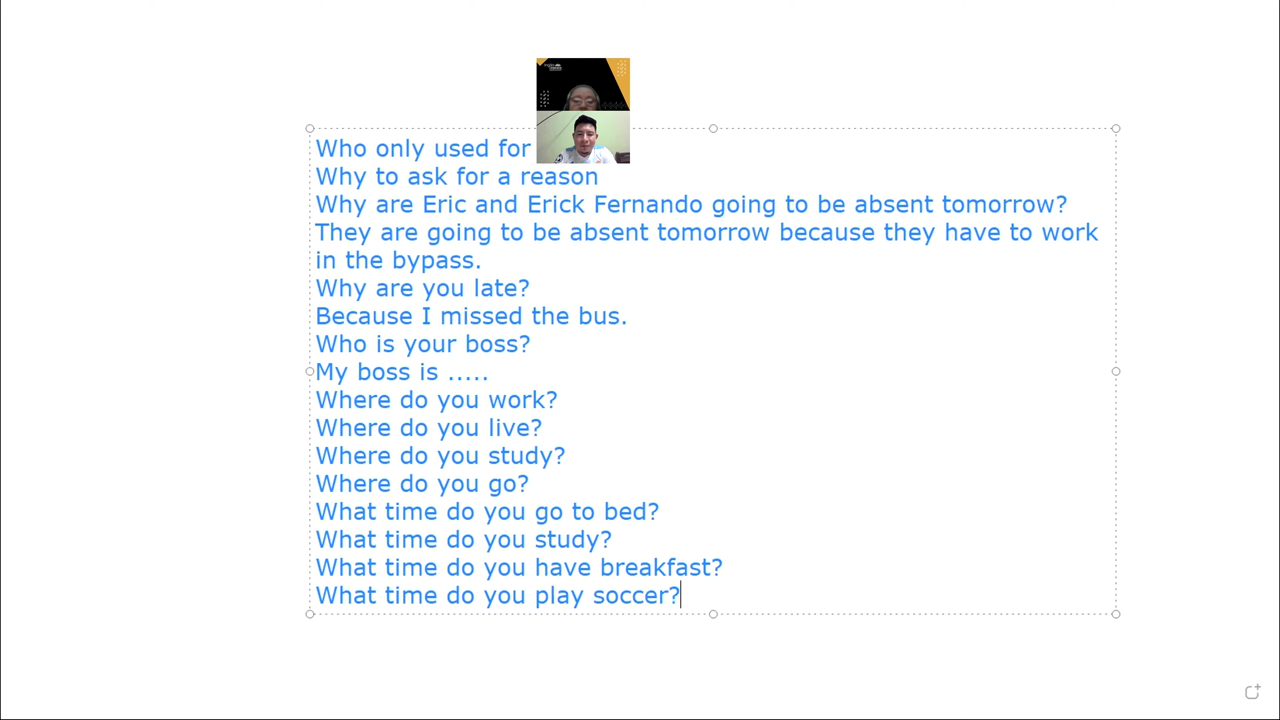 Who only used for
Why to ask for a reason
Why are Eric and Erick Fernando going to be absent tomorrow?
They are going to be absent tomorrow because they have to work
in the bypass.
Why are you late?
Because I missed the bus.
Who is your boss?
My boss is .....
Where do you work?
Where do you live?
Where do you study?
Where do you go?
What time do you go to bed?
What time do you study?
What time do you have breakfast?
What time do you play soccer?